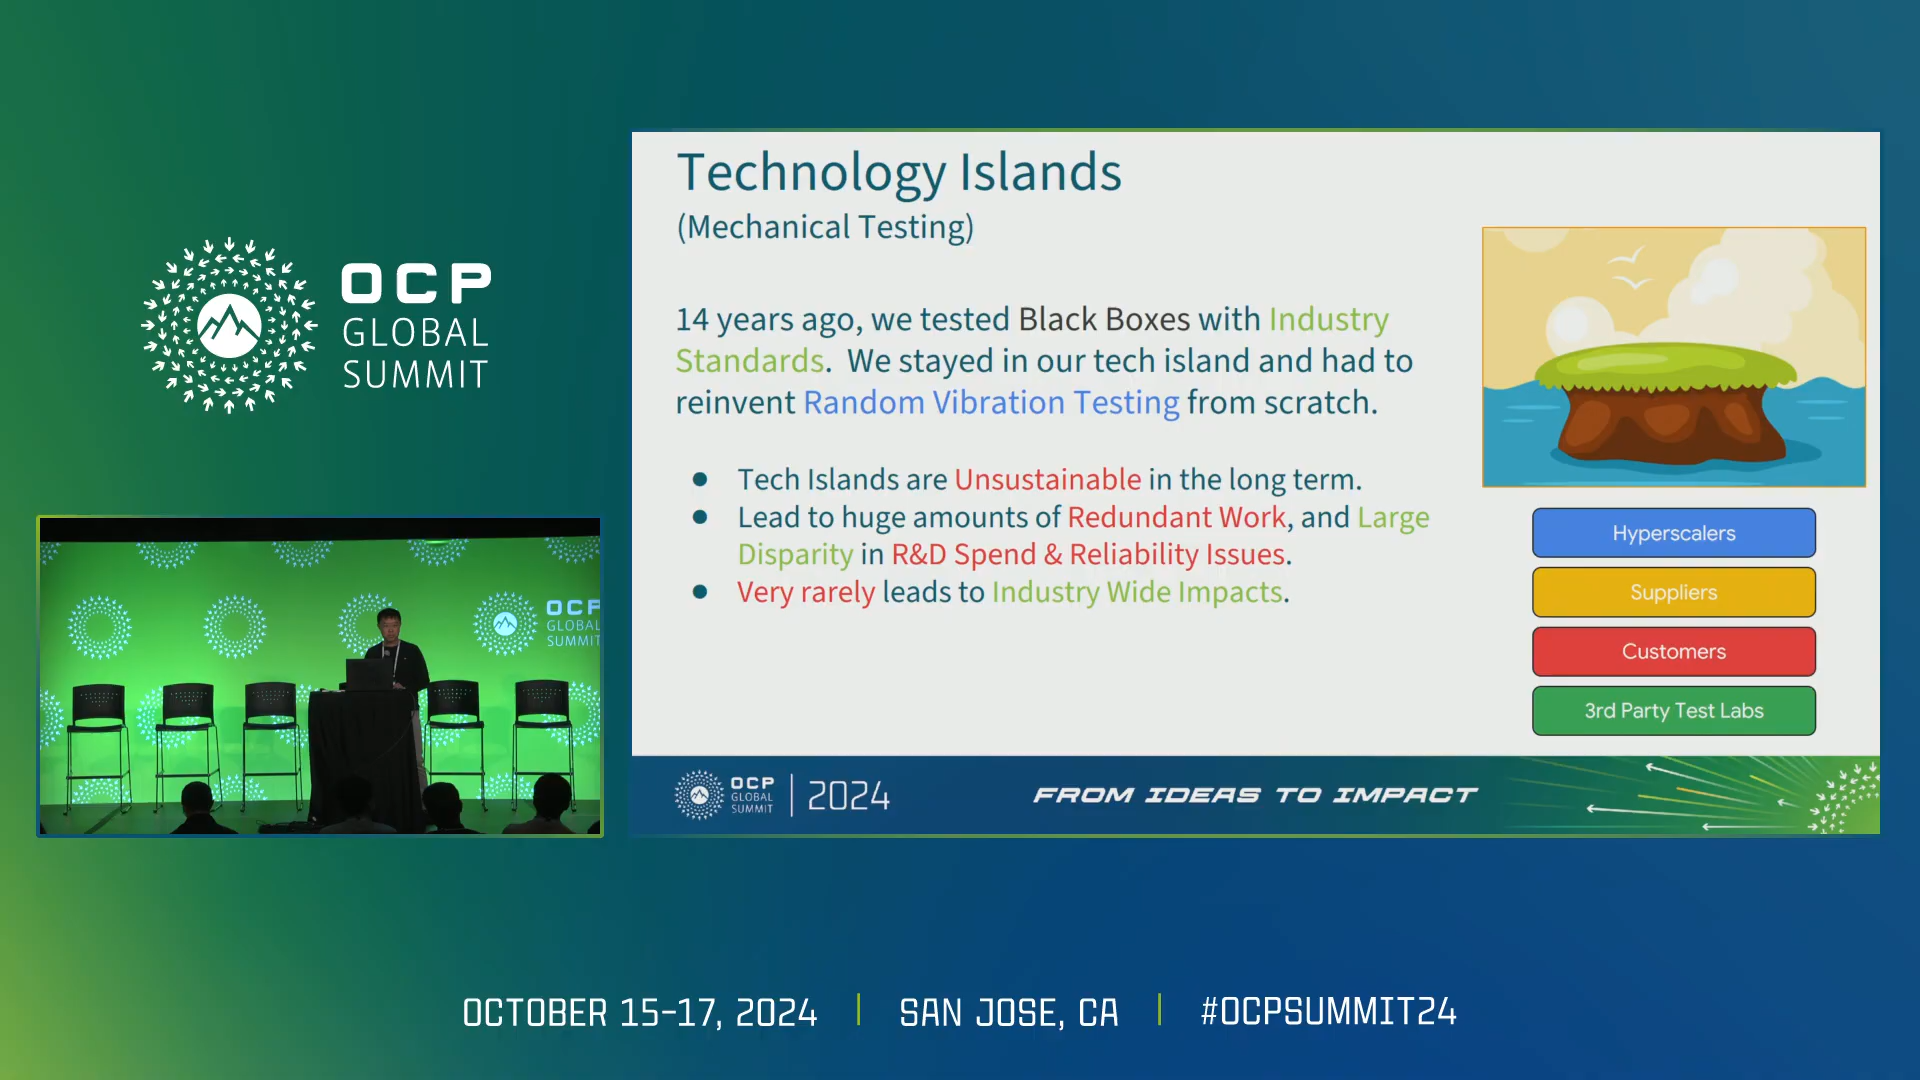 OCP
GLOBAL
SUMMIT
Technology Islands
(Mechanical Testing)
14 years ago, we tested Black Boxes with Industry
Standards. We stayed in our tech island and had to
reinvent Random Vibration Testing from scratch.
● Tech Islands are Unsustainable in the long term.
● Lead to huge amounts of Redundant Work, and Large
Disparity in R&D Spend & Reliability Issues.
● Very rarely leads to Industry Wide Impacts.
Hyperscalers
Suppliers
Customers
3rd Party Test Labs
OCP
GLOBAL
SUMMIT
OCP
GLOBAL
SUMMIT
2024
FROM IDEAS TO IMPACT
OCTOBER 15-17, 2024 | SAN JOSE, CA | #OCPSUMMIT24